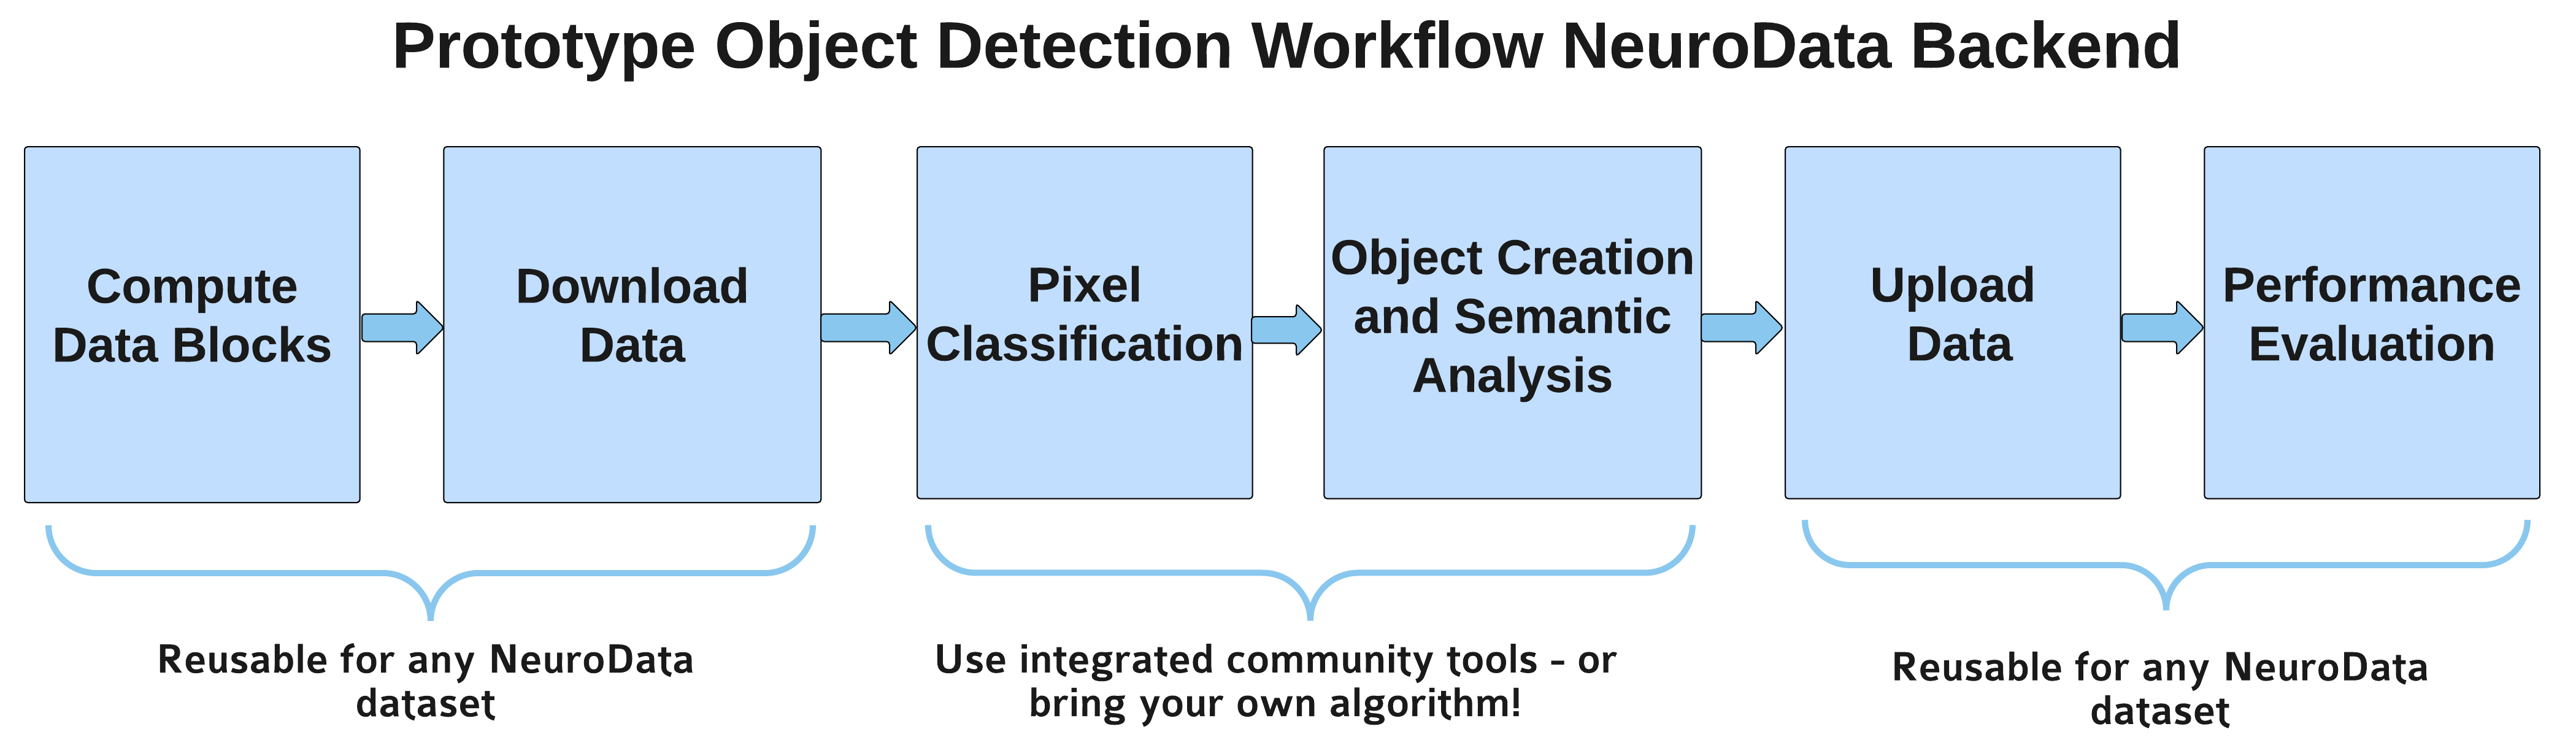 Prototype Object Detection Workflow NeuroData Backend
Compute
Data Blocks
Download
Data
Pixel
Classification
Object Creation
and Semantic
Analysis
Upload
Data
Performance
Evaluation
Reusable for any NeuroData
dataset
Use integrated community tools - or
bring your own algorithm!
Reusable for any NeuroData
dataset